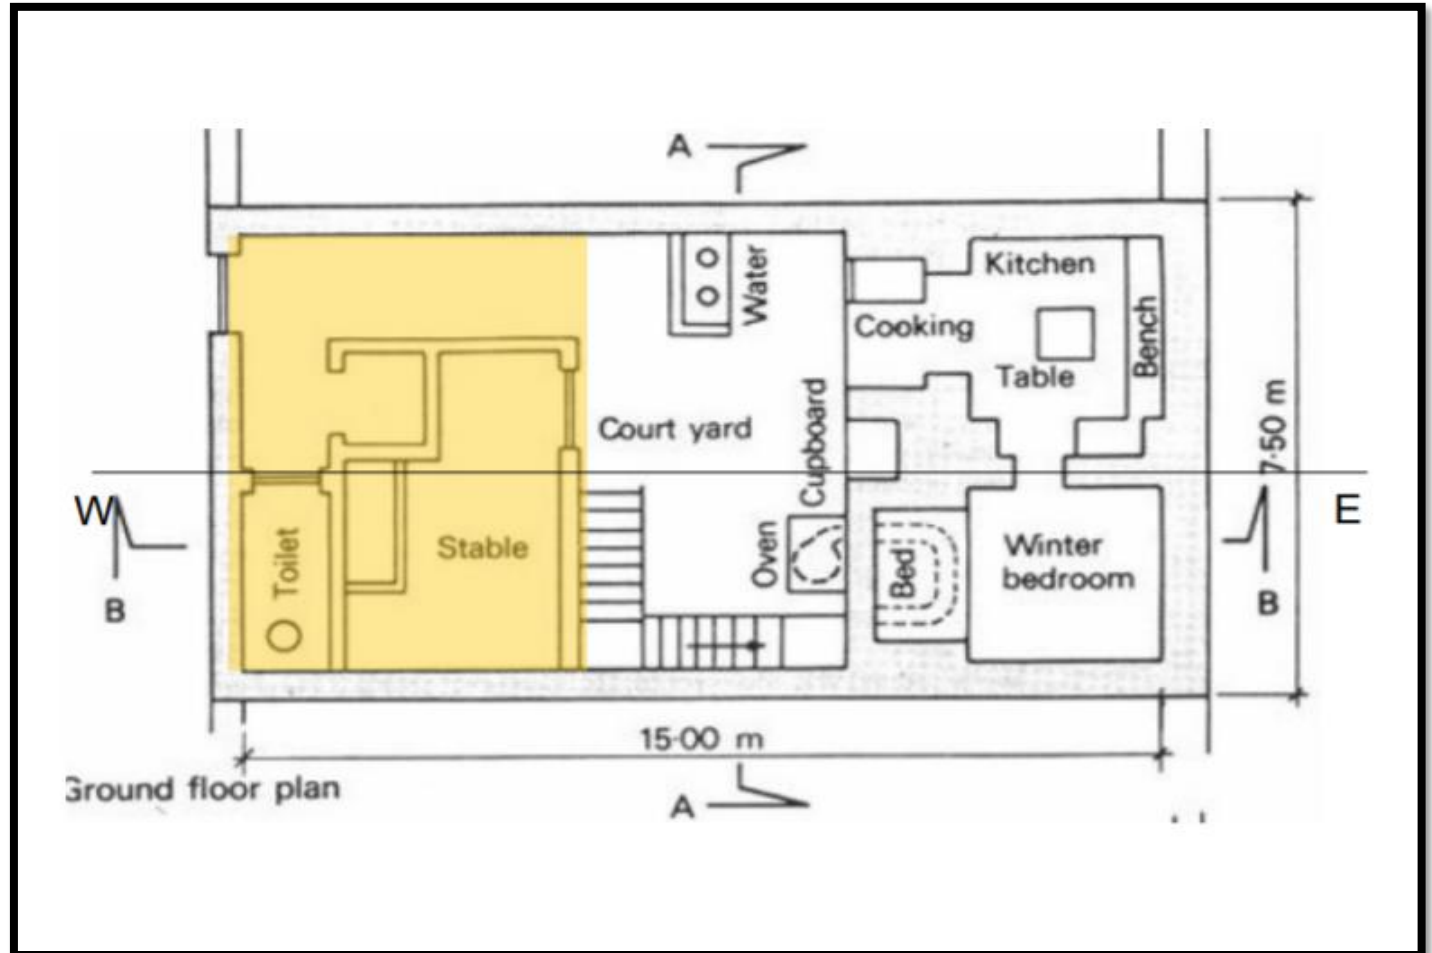 A
Water
Kitchen
Cooking
Bench
Table
Cupboard
Court yard
7·50 m
W
E
Toilet
Stable
Oven
Bed
Winter
bedroom
B
B
15·00 m
Ground floor plan
A